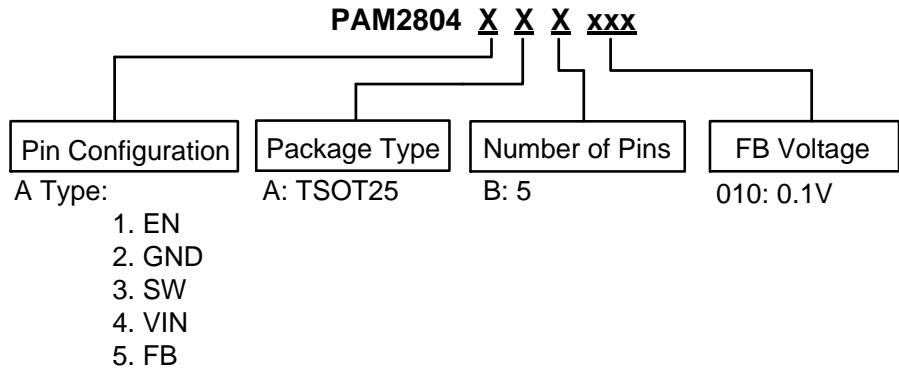 PAM2804 X X X xxx
Pin Configuration
Package Type
Number of Pins
FB Voltage
A Type:
A: TSOT25
B: 5
010: 0.1V
1. EN
2. GND
3. SW
4. VIN
5. FB